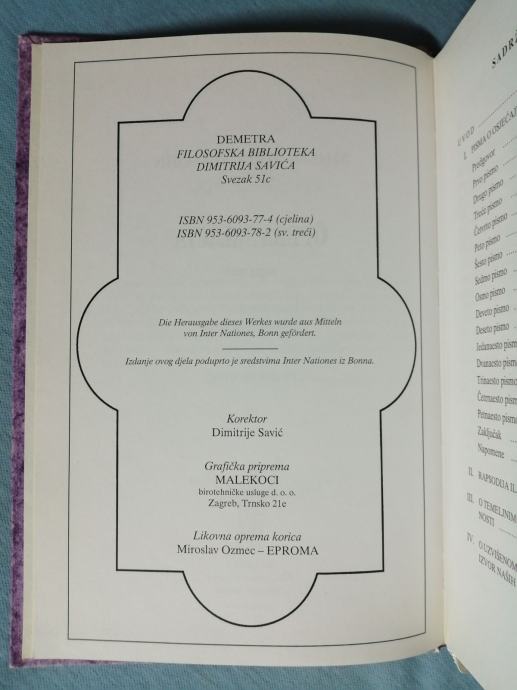 DEMETRA
FILOSOFSKA BIBLIOTEKA
DIMITRIJA SAVIĆA
Svezak 51c
ISBN 953-6093-77-4 (cjelina)
ISBN 953-6093-78-2 (sv. treći)
Die Herausgabe dieses Werkes wurde aus Mitteln
von Inter Nationes, Bonn gefördert.
Izdanje ovog djela poduprto je sredstvima Inter Nationes iz Bonna.
Korektor
Dimitrije Savić
Grafička priprema
MALEKOCI
birotehničke usluge d. o. o.
Zagreb, Trnsko 21e
Likovna oprema korica
Miroslav Ozmec – EPROMA
SADR
UVOD
I. PISMA O OSJEĆA
Predgovor
Prvo pismo
Drugo pismo
Treće pismo
Četvrto pismo
Peto pismo
Šesto pismo
Sedmo pismo
Osmo pismo
Deveto pismo
Deseto pismo
Jedanaesto pismo
Dvanaesto pismo
Trinaesto pismo
Četrnaesto pism
Petnaesto pismo
Zaključak
Napomene
II. RAPSODIJA IL
III. O TEMELJNIM
NOSTI
IV. O UZVIŠENOM
IZVOR NAŠIH